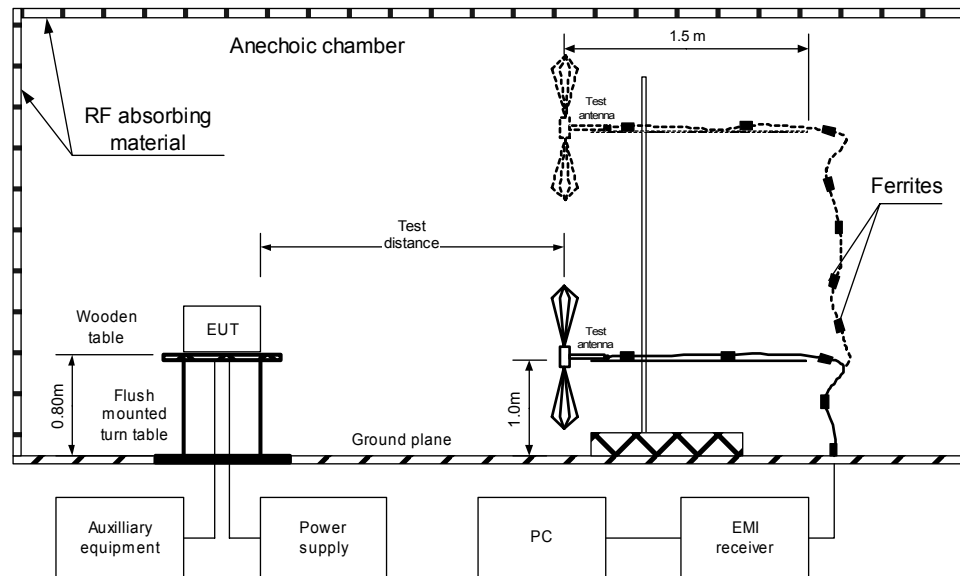 Anechoic chamber
1.5 m
Test
antenna
RF absorbing
material
Ferrites
Test
distance
Wooden
table
EUT
Test
antenna
0.80m
Flush
mounted
turn table
1.0m
Ground plane
Auxilliary
equipment
Power
supply
PC
EMI
receiver